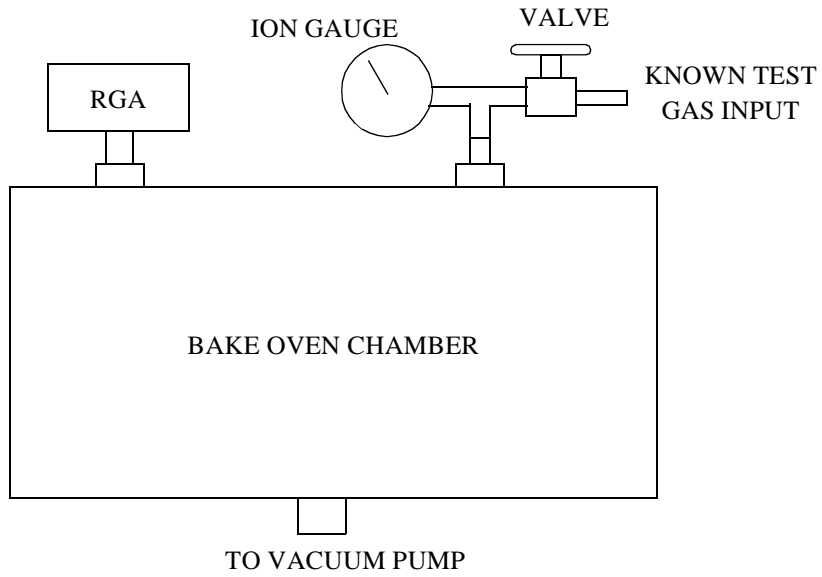 ION GAUGE
VALVE
RGA
KNOWN TEST
GAS INPUT
BAKE OVEN CHAMBER
TO VACUUM PUMP